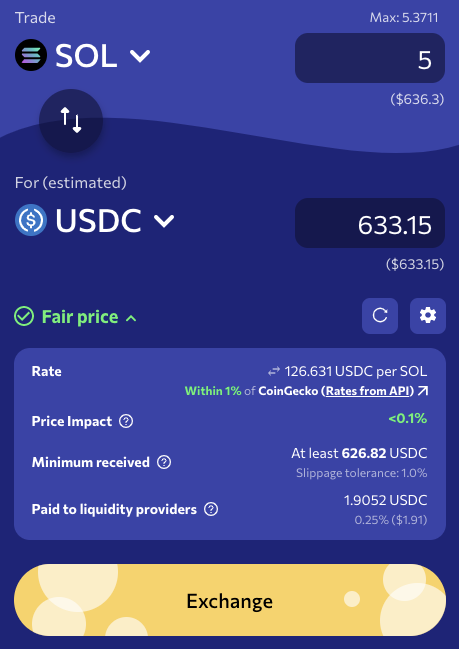 Trade
Max: 5.3711
SOL
5
($636.3)
For (estimated)
USDC
633.15
($633.15)
Fair price
Rate
126.631 USDC per SOL
Within 1% of CoinGecko (Rates from API)
Price Impact
<0.1%
Minimum received
At least 626.82 USDC
Slippage tolerance: 1.0%
Paid to liquidity providers
1.9052 USDC
0.25% ($1.91)
Exchange